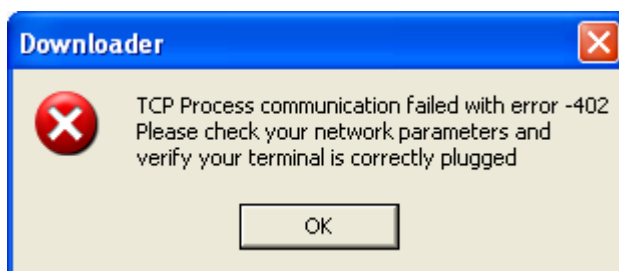 Downloader
TCP Process communication failed with error -402
Please check your network parameters and
verify your terminal is correctly plugged
OK